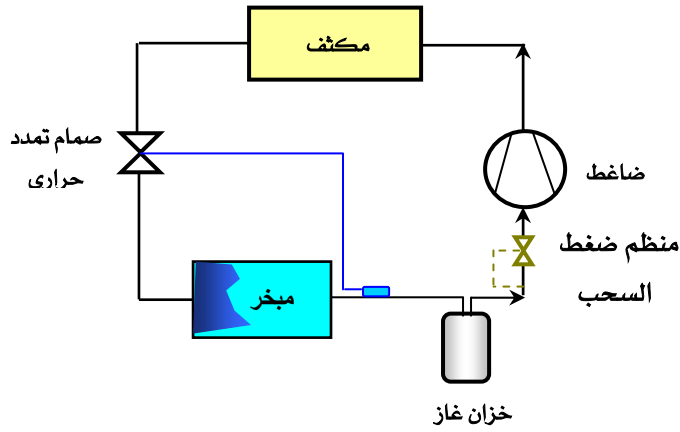 مكثف
صمام تمدد
حراري
ضاغط
منظم ضغط
السحب
مبخر
خزان غاز